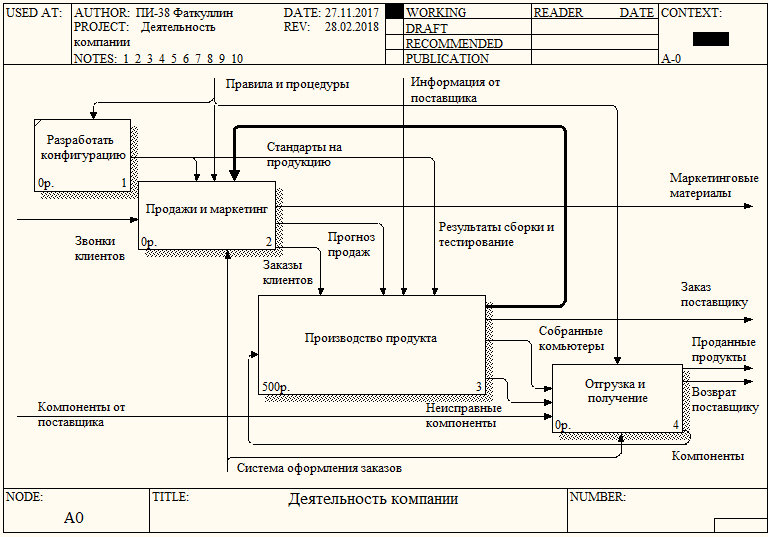 USED AT:
AUTHOR: ПИ-38 Фаткуллин
DATE: 27.11.2017
PROJECT: Деятельность
компании
REV: 28.02.2018
NOTES: 1 2 3 4 5 6 7 8 9 10
WORKING
DRAFT
RECOMMENDED
PUBLICATION
READER
DATE
CONTEXT:
A-0
Правила и процедуры
Информация от
поставщика
Разработать
конфигурацию
0р.
1
Стандарты на
продукцию
Продажи и маркетинг
0р.
2
Маркетинговые
материалы
Звонки
клиентов
Прогноз
продаж
Результаты сборки и
тестирование
Заказы
клиентов
Заказ
поставщику
Производство продукта
500р.
3
Собранные
комьютеры
Проданные
продукты
Отгрузка и
получение
0р.
4
Возврат
поставщику
Компоненты от
поставщика
Неисправные
компоненты
Компоненты
Система оформления заказов
NODE:
A0
TITLE:
Деятельность компании
NUMBER: